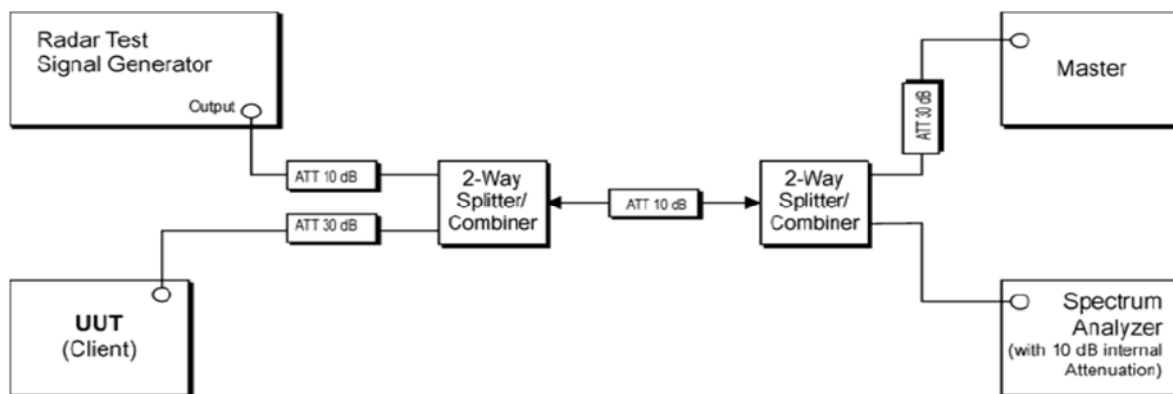 Radar Test
Signal Generator
Output
ATT 10 dB
ATT 30 dB
2-Way
Splitter/
Combiner
ATT 10 dB
2-Way
Splitter/
Combiner
ATT 30 dB
Master
UUT
(Client)
Spectrum
Analyzer
(with 10 dB internal
Attenuation)